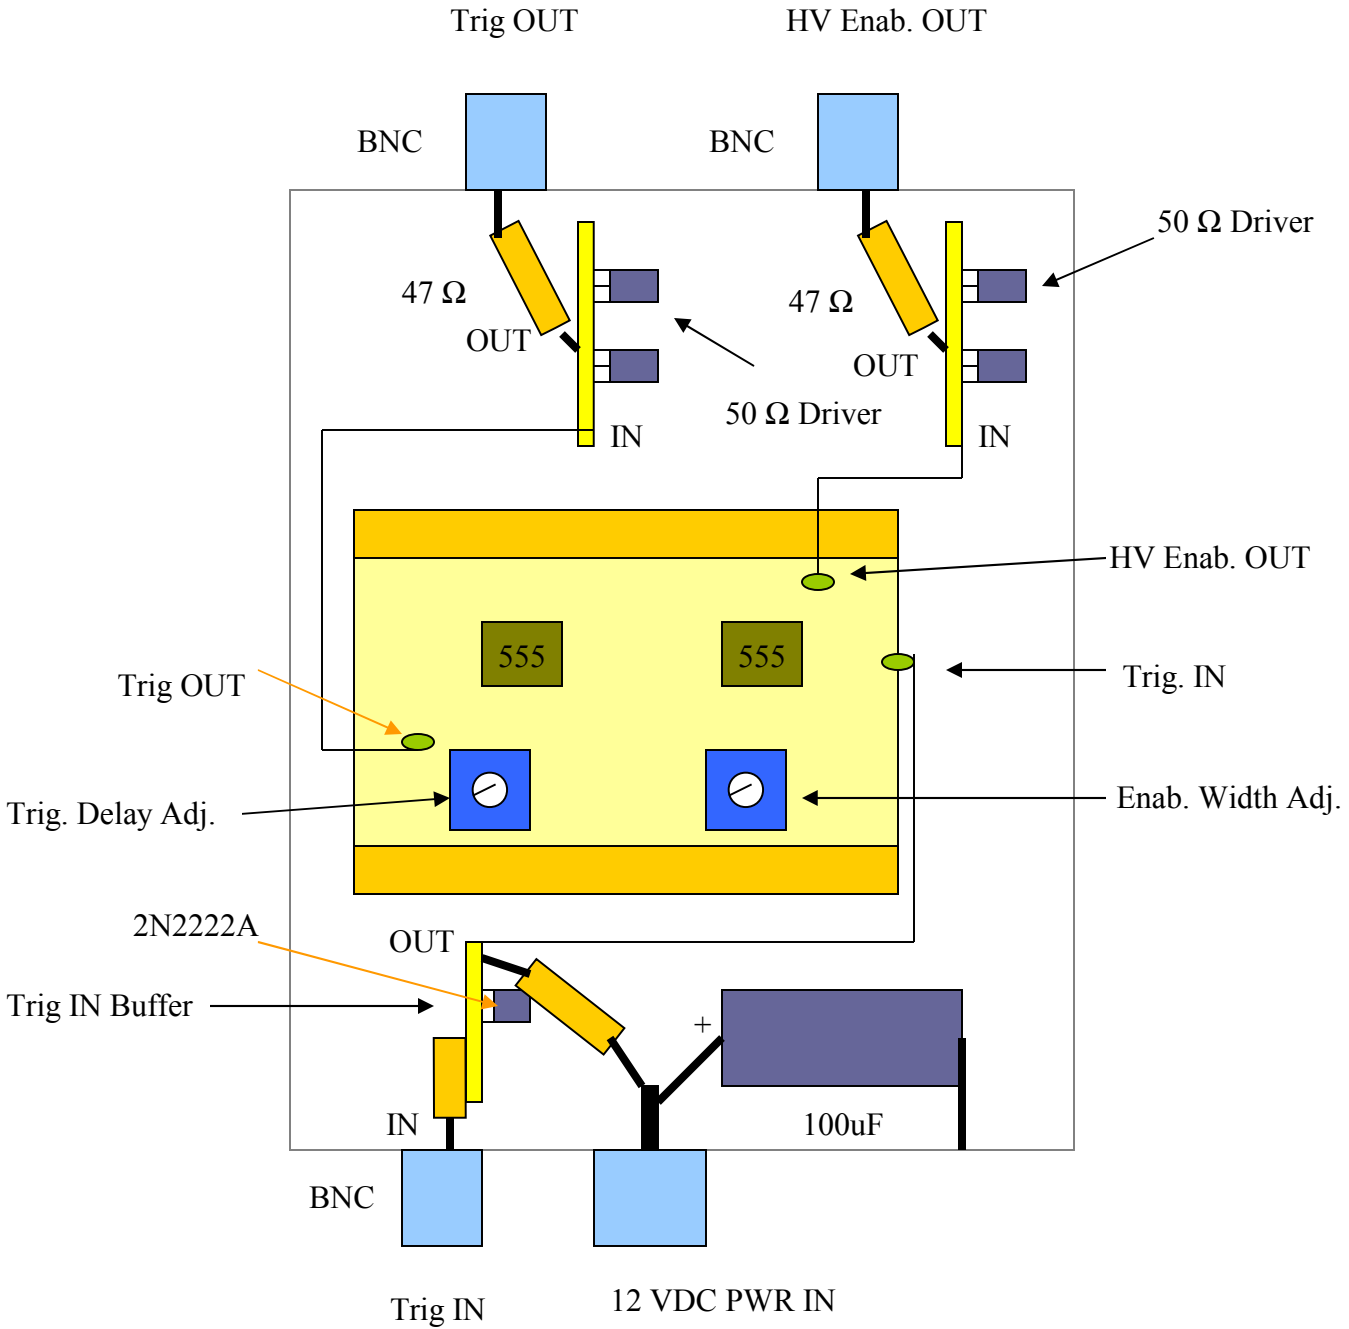 Trig OUT
HV Enab. OUT
BNC
BNC
50 Ω Driver
47 Ω
47 Ω
OUT
OUT
50 Ω Driver
IN
IN
HV Enab. OUT
555
555
Trig OUT
Trig. IN
Trig. Delay Adj.
Enab. Width Adj.
2N2222A
OUT
Trig IN Buffer
+
IN
100uF
BNC
Trig IN
12 VDC PWR IN